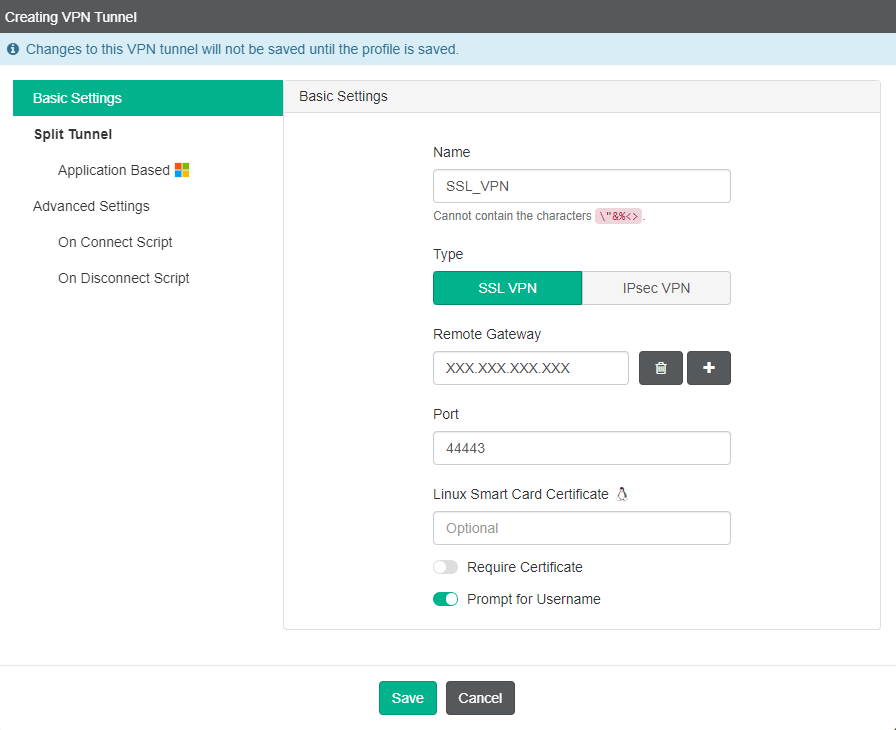 Creating VPN Tunnel
Changes to this VPN tunnel will not be saved until the profile is saved.
Basic Settings
Split Tunnel
Application Based
Advanced Settings
On Connect Script
On Disconnect Script
Basic Settings
Name
SSL_VPN
Cannot contain the characters \"&%<>.
Type
SSL VPN IPsec VPN
Remote Gateway
XXX.XXX.XXX.XXX
Port
44443
Linux Smart Card Certificate
Optional
Require Certificate
Prompt for Username
Save Cancel